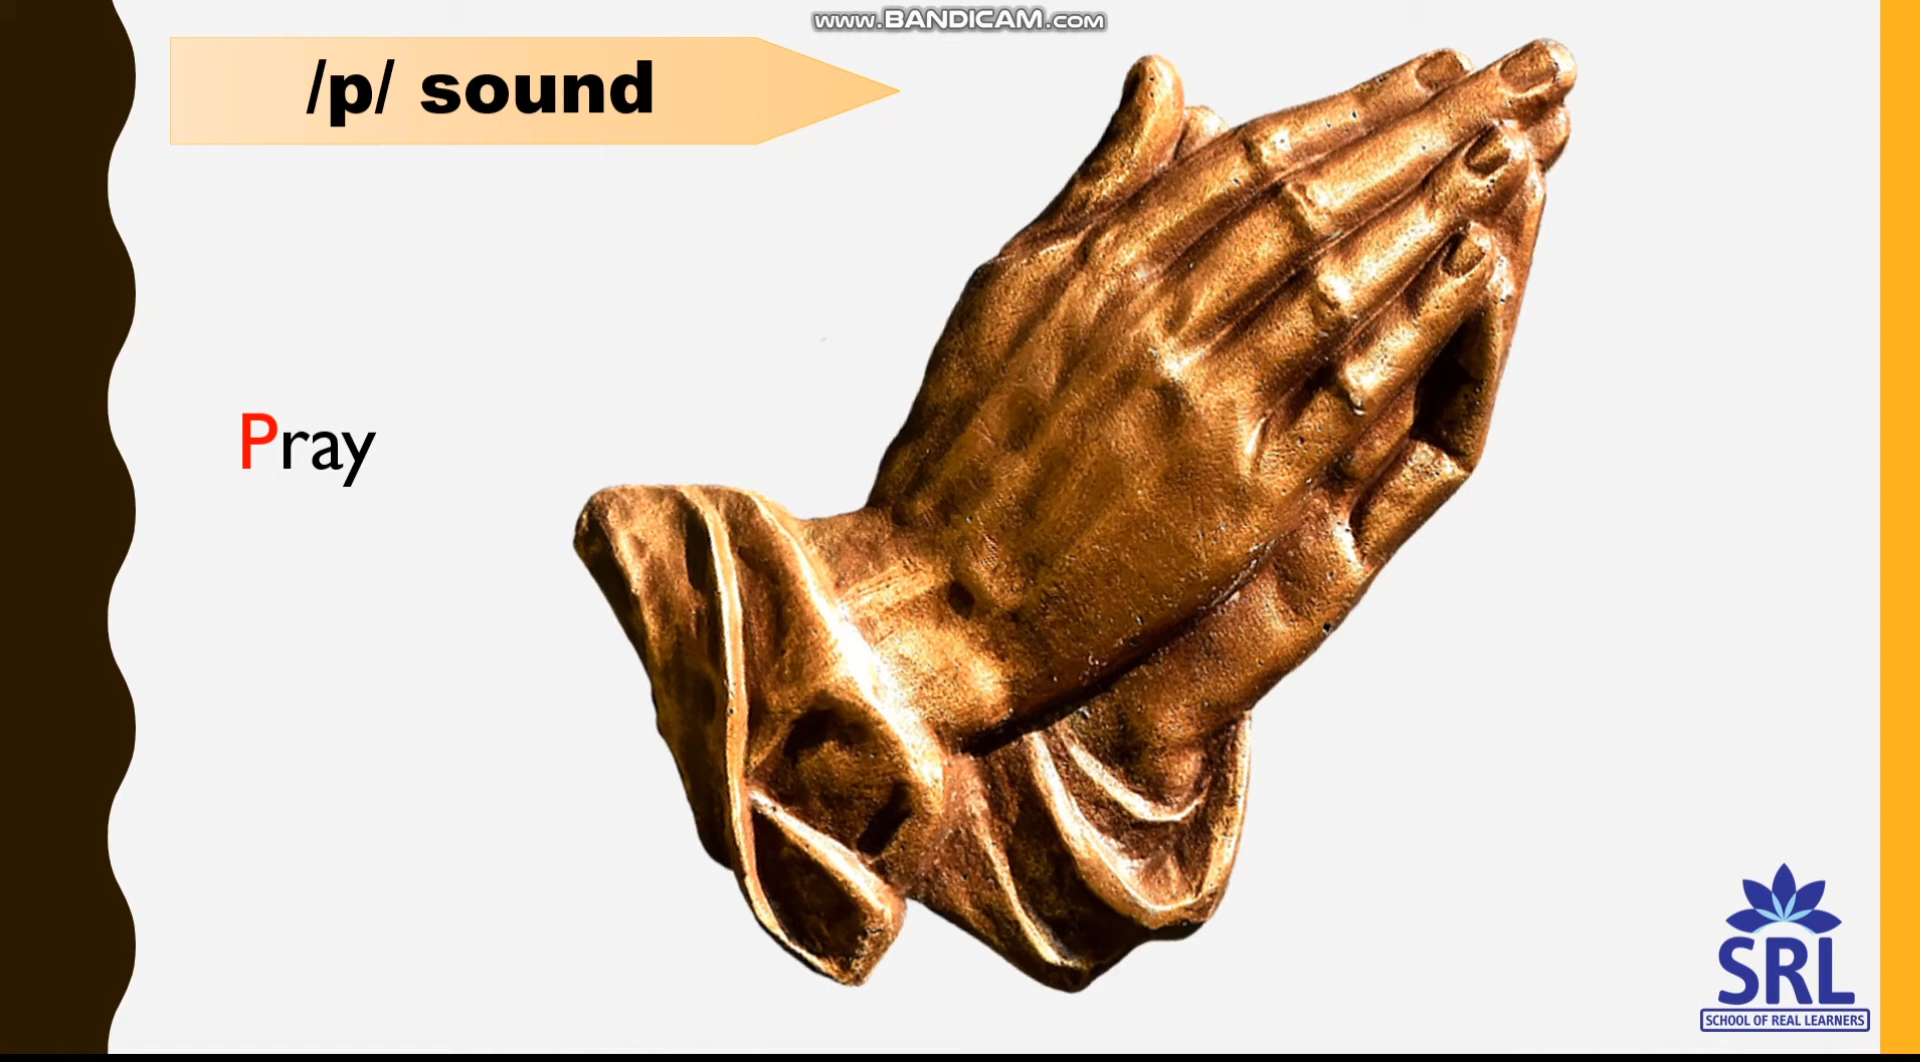 www.BANDICAM.com
/p/ sound
Pray
SRL
SCHOOL OF REAL LEARNERS